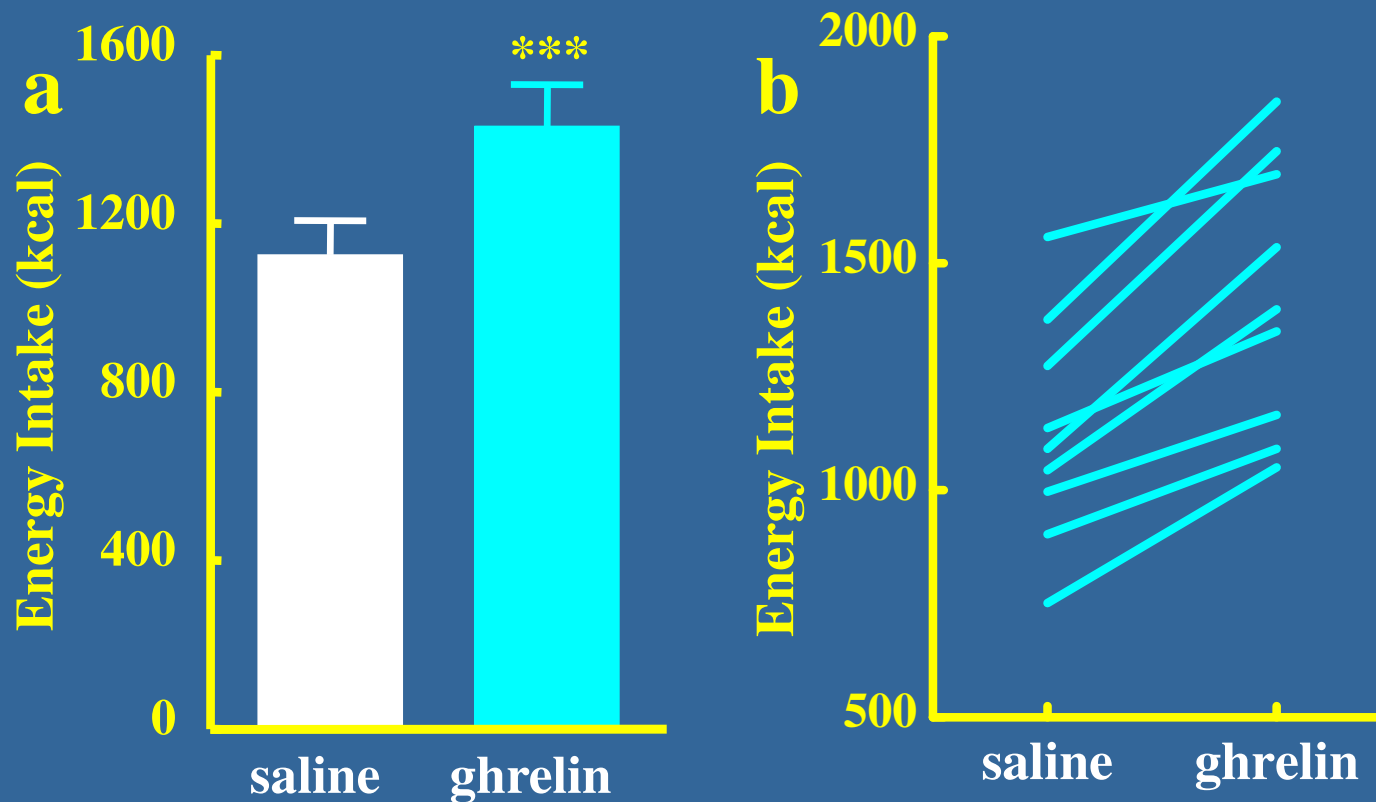 a
Energy Intake (kcal)
1600
1200
800
400
0
***
saline
ghrelin
b
Energy Intake (kcal)
2000
1500
1000
500
saline
ghrelin